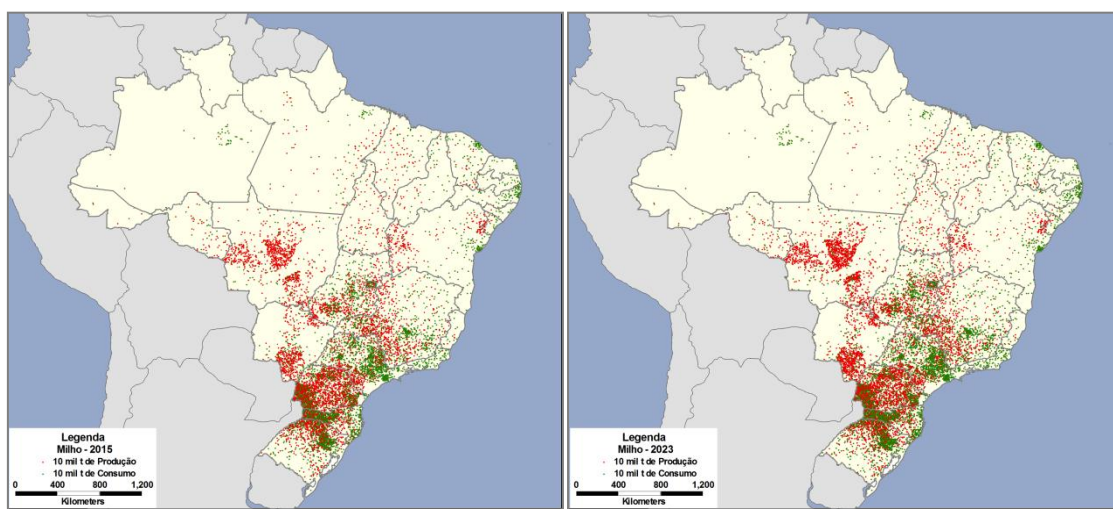 Legenda
Milho - 2015
10 mil t de Produção
10 mil t de Consumo
0 400 800 1,200
Kilometers
Legenda
Milho - 2023
10 mil t de Produção
10 mil t de Consumo
0 400 800 1,200
Kilometers